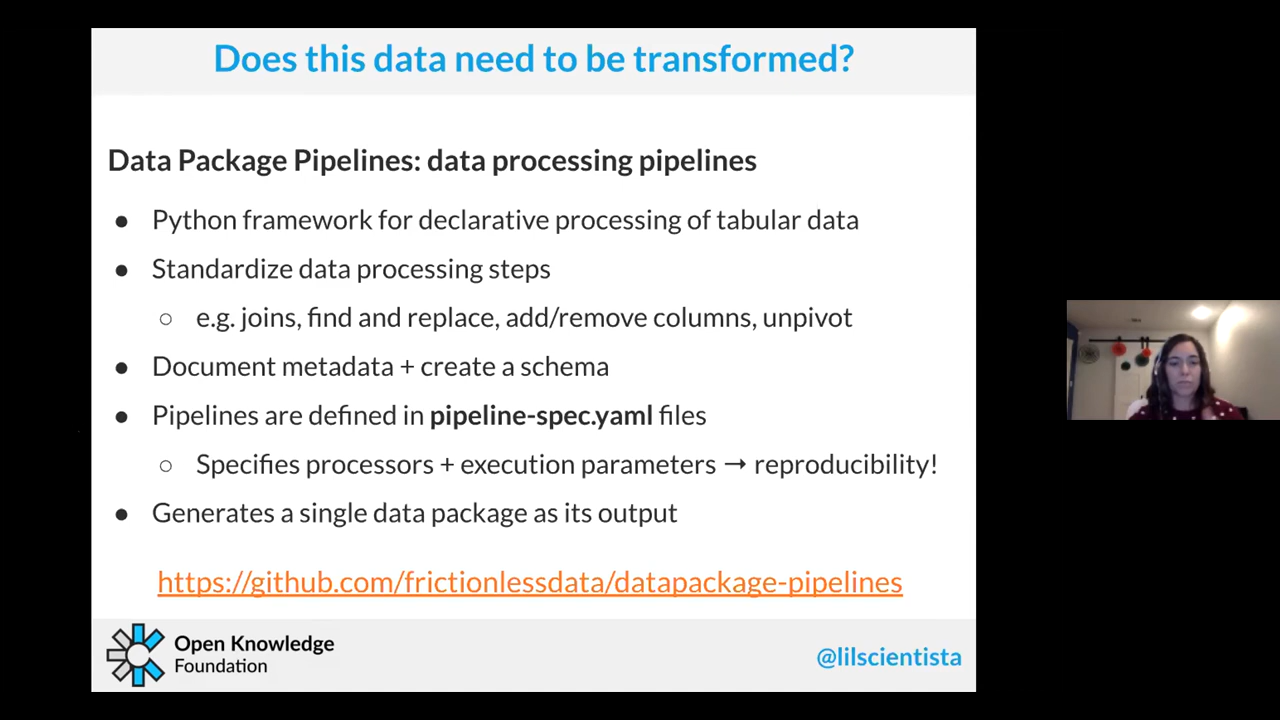 Does this data need to be transformed?
Data Package Pipelines: data processing pipelines
● Python framework for declarative processing of tabular data
● Standardize data processing steps
○ e.g. joins, find and replace, add/remove columns, unpivot
● Document metadata + create a schema
● Pipelines are defined in pipeline-spec.yaml files
○ Specifies processors + execution parameters → reproducibility!
● Generates a single data package as its output
https://github.com/frictionlessdata/datapackage-pipelines
Open Knowledge
Foundation
@lilscientista